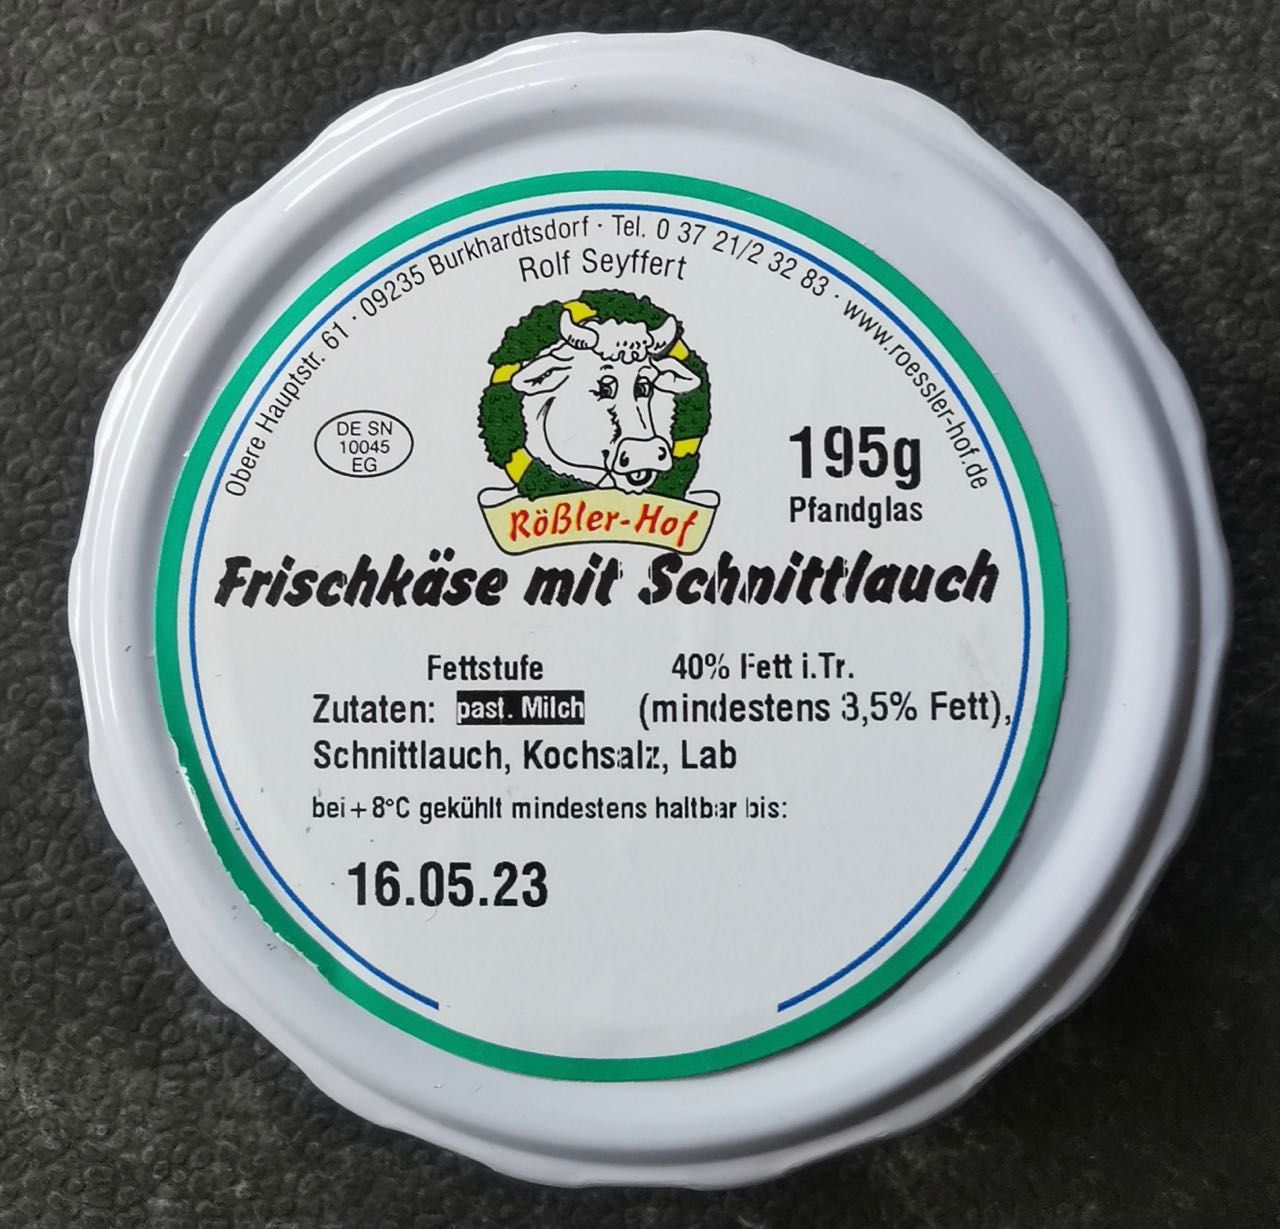 Obere Hauptstr. 61 · 09235 Burkhardtsdorf · Tel. 0 37 21/2 32 83 · www.roessler-hof.de
Rolf Seyffert
DE SN
10045
EG
Rößler-Hof
195g
Pfandglas
Frischkäse mit Schnittlauch
Fettstufe 40% Fett i.Tr.
Zutaten: past. Milch (mindestens 3,5% Fett),
Schnittlauch, Kochsalz, Lab
bei + 8°C gekühlt mindestens haltbar bis:
16.05.23